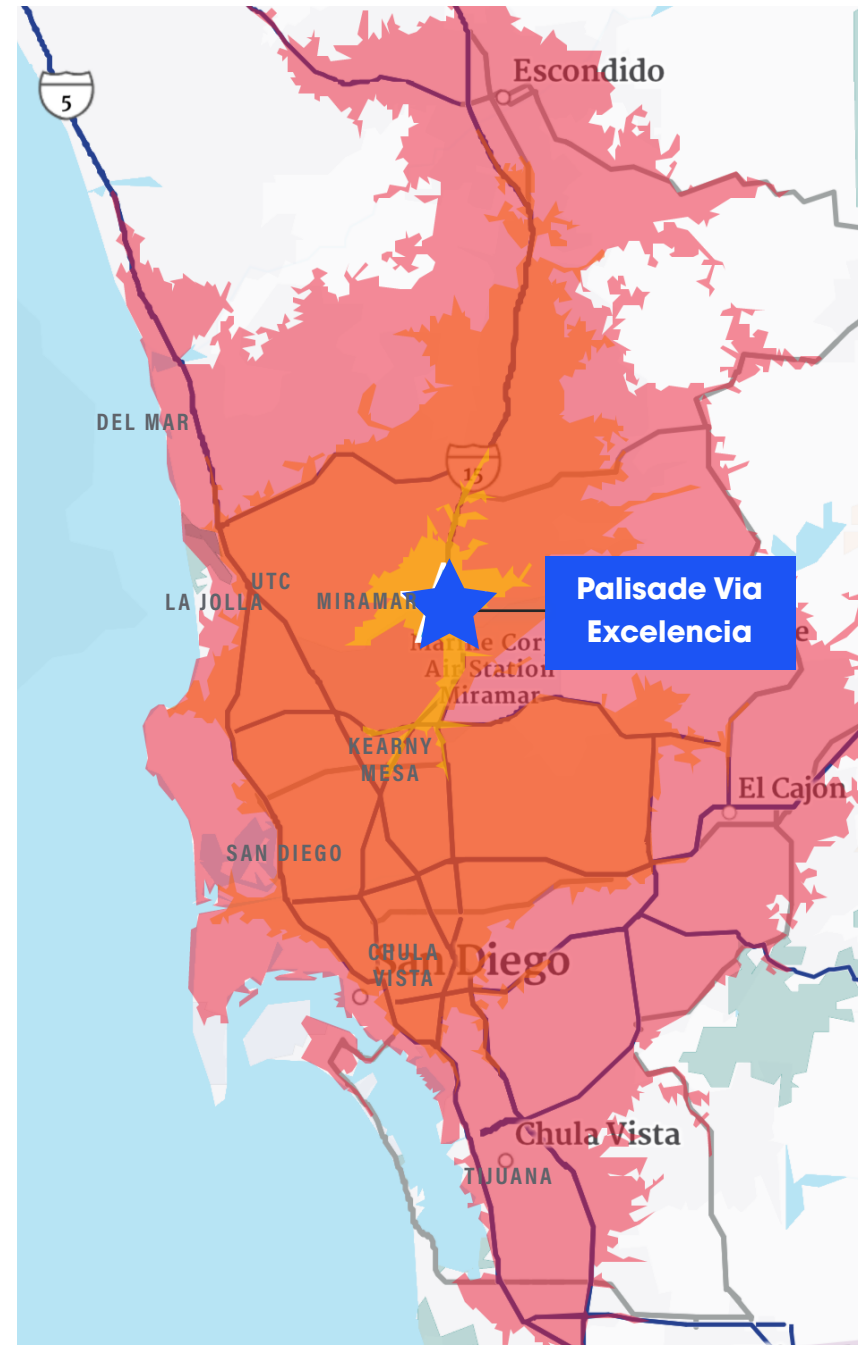 Escondido
5
DEL MAR
15
UTC
LA JOLLA
MIRAMAR
Palisade Via
Excelencia
Air Station
Miramar
KEARNY
MESA
El Cajon
SAN DIEGO
CHULA
VISTA
San Diego
Chula Vista
TIJUANA